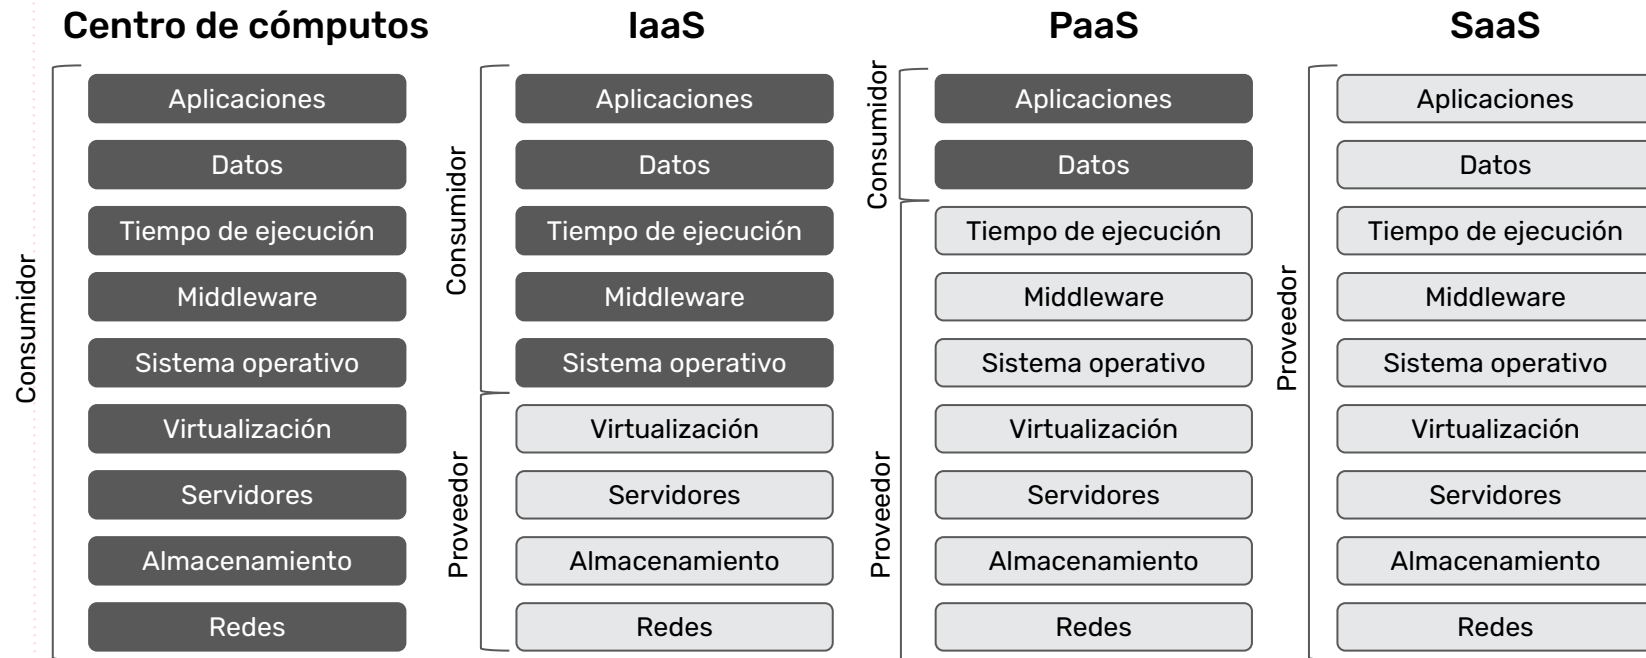 Centro de cómputos
Consumidor
Aplicaciones
Datos
Tiempo de ejecución
Middleware
Sistema operativo
Virtualización
Servidores
Almacenamiento
Redes
IaaS
Consumidor
Aplicaciones
Datos
Tiempo de ejecución
Middleware
Sistema operativo
Proveedor
Virtualización
Servidores
Almacenamiento
Redes
PaaS
Consumidor
Aplicaciones
Datos
Proveedor
Tiempo de ejecución
Middleware
Sistema operativo
Virtualización
Servidores
Almacenamiento
Redes
SaaS
Proveedor
Aplicaciones
Datos
Tiempo de ejecución
Middleware
Sistema operativo
Virtualización
Servidores
Almacenamiento
Redes